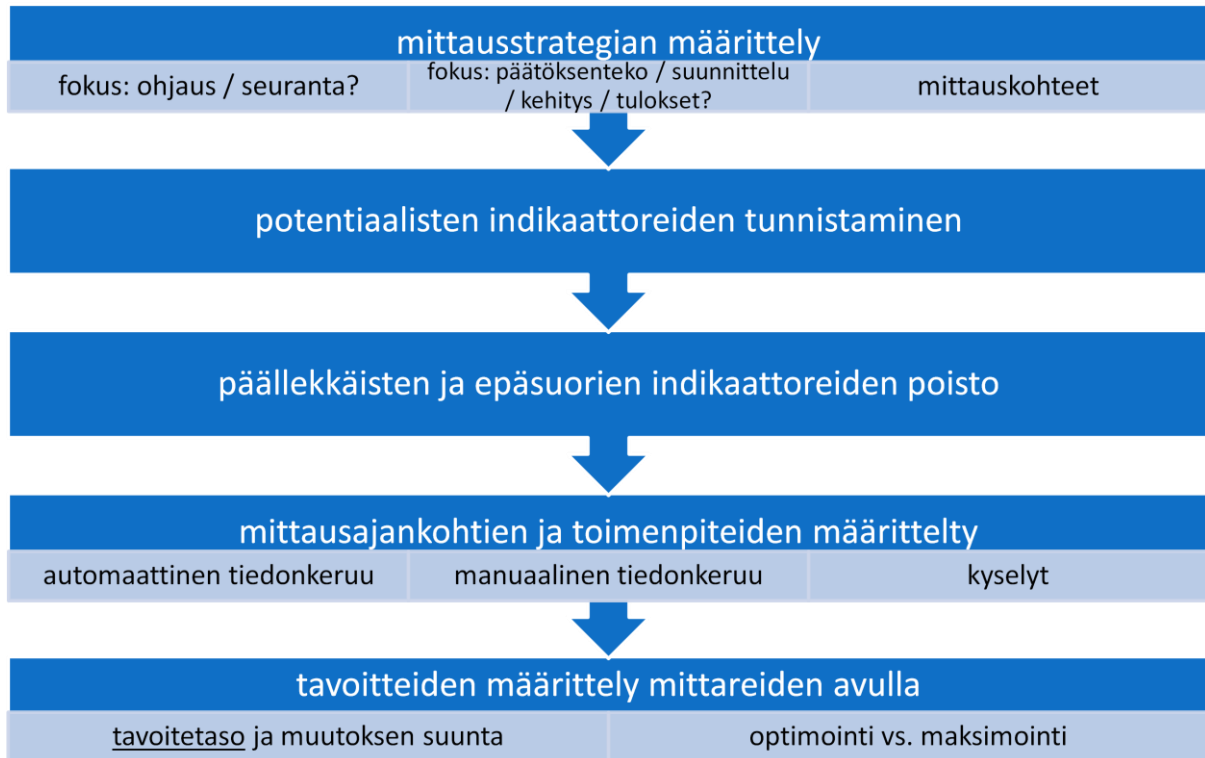 mittausstrategian määrittely
fokus: ohjaus / seuranta?
fokus: päätöksenteko / suunnittelu
/ kehitys / tulokset?
mittauskohteet
potentiaalisten indikaattoreiden tunnistaminen
päällekkäisten ja epäsuorien indikaattoreiden poisto
mittausajankohtien ja toimenpiteiden määrittelty
automaattinen tiedonkeruu
manuaalinen tiedonkeruu
kyselyt
tavoitteiden määrittely mittareiden avulla
tavoitetaso ja muutoksen suunta
optimointi vs. maksimointi